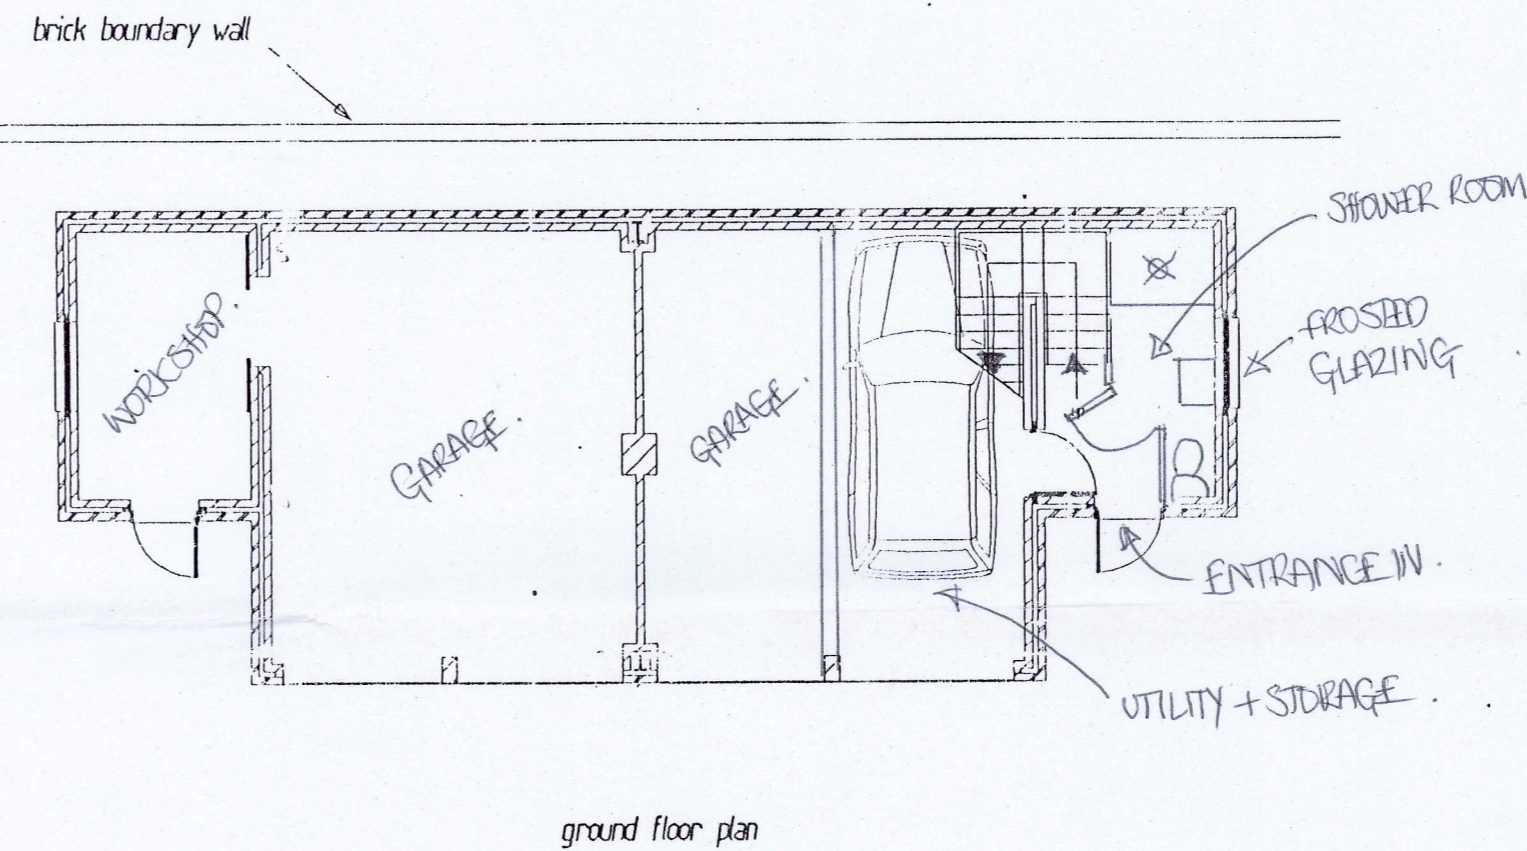 brick boundary wall
SHOWER ROOM
FROSTED
GLAZING
WORKSHOP.
GARAGE.
GARAGE.
ENTRANCE IN.
UTILITY + STORAGE.
ground floor plan